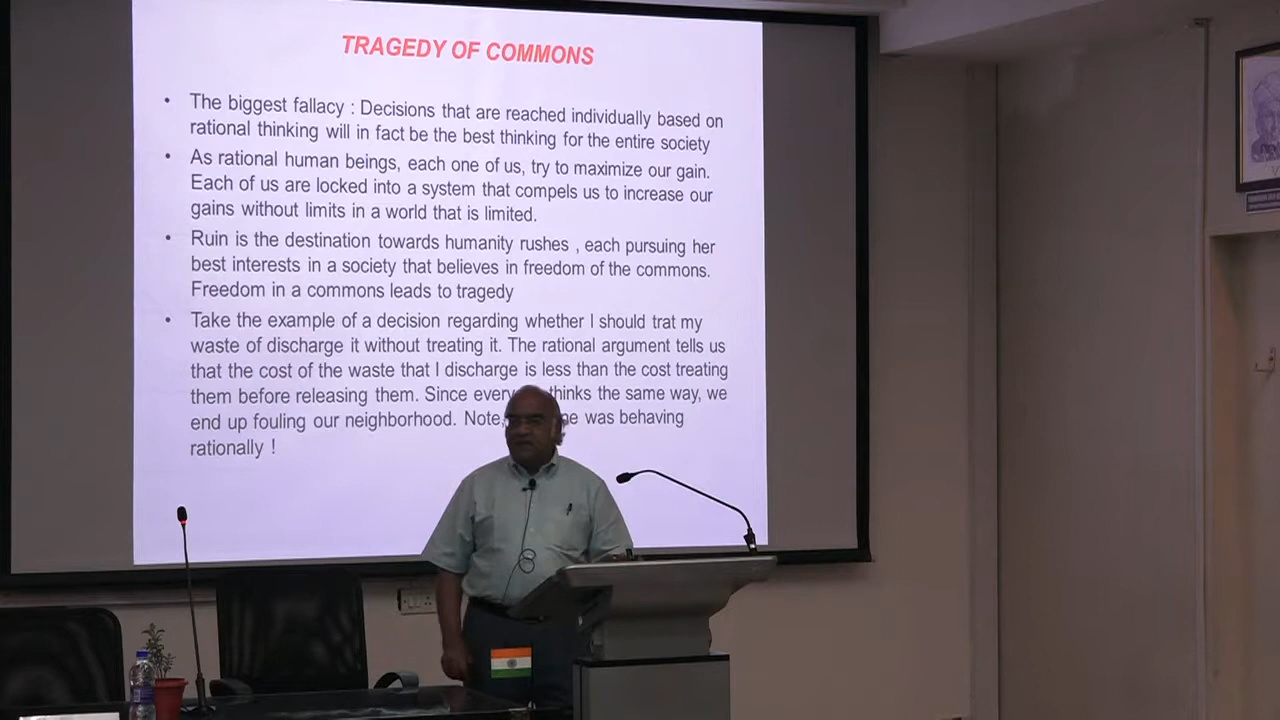 TRAGEDY OF COMMONS
• The biggest fallacy : Decisions that are reached individually based on
rational thinking will in fact be the best thinking for the entire society
• As rational human beings, each one of us, try to maximize our gain.
Each of us are locked into a system that compels us to increase our
gains without limits in a world that is limited.
• Ruin is the destination towards humanity rushes , each pursuing her
best interests in a society that believes in freedom of the commons.
Freedom in a commons leads to tragedy
• Take the example of a decision regarding whether I should trat my
waste of discharge it without treating it. The rational argument tells us
that the cost of the waste that I discharge is less than the cost treating
them before releasing them. Since every thinks the same way, we
end up fouling our neighborhood. Note, was behaving
rationally !